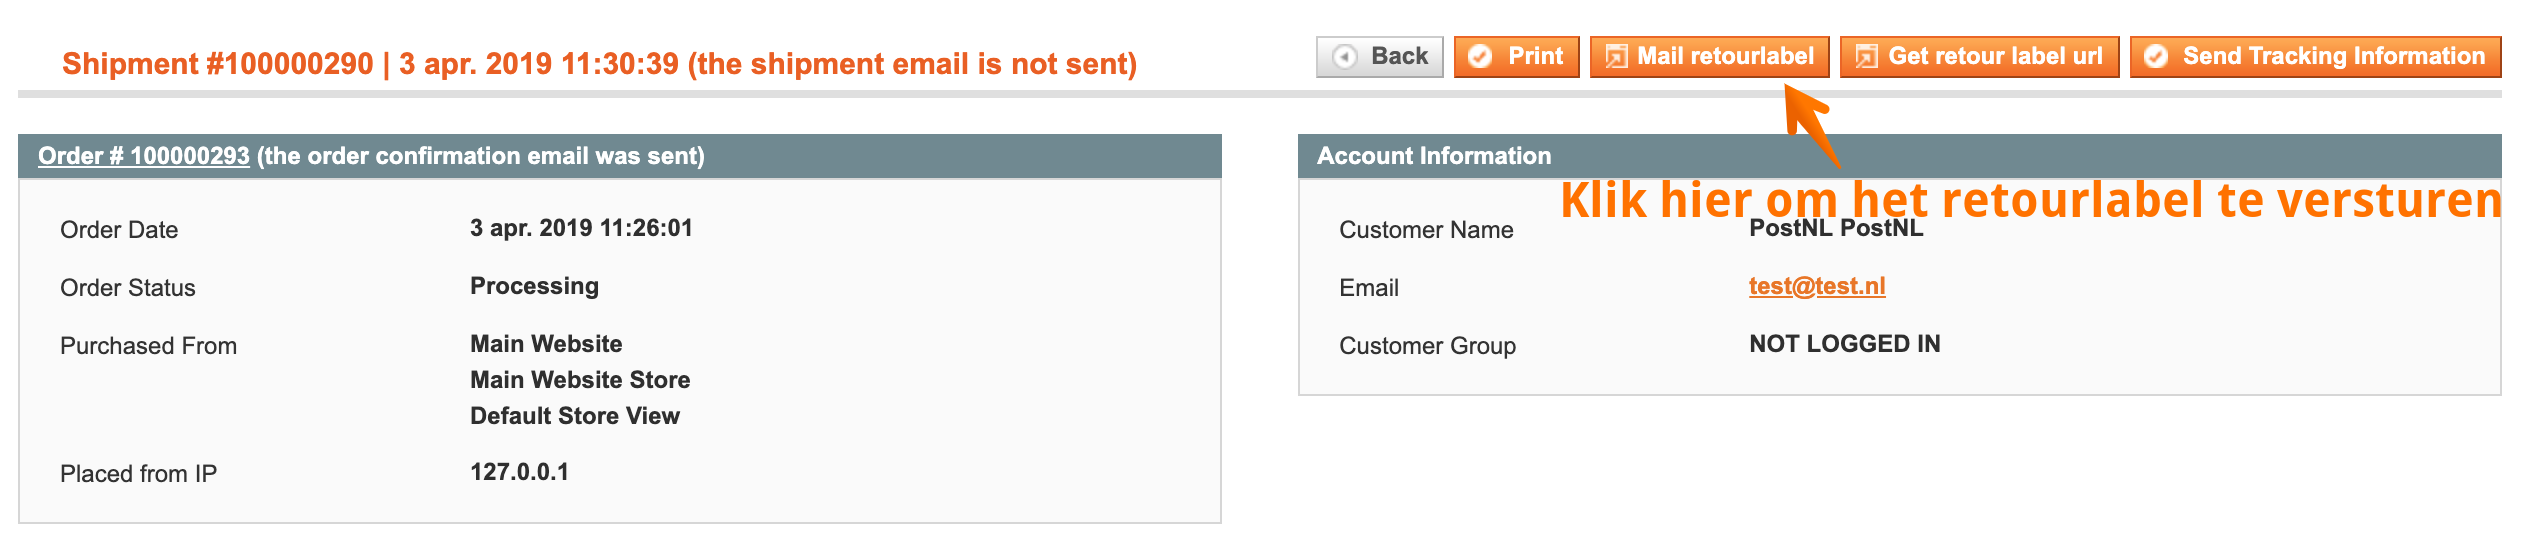 Shipment #100000290 | 3 apr. 2019 11:30:39 (the shipment email is not sent)
Back
Print
Mail retourlabel
Get retour label url
Send Tracking Information
Order # 100000293 (the order confirmation email was sent)
Order Date 3 apr. 2019 11:26:01
Order Status Processing
Purchased From Main Website
Main Website Store
Default Store View
Placed from IP 127.0.0.1
Account Information
Klik hier om het retourlabel te versturen
Customer Name PostNL PostNL
Email test@test.nl
Customer Group NOT LOGGED IN